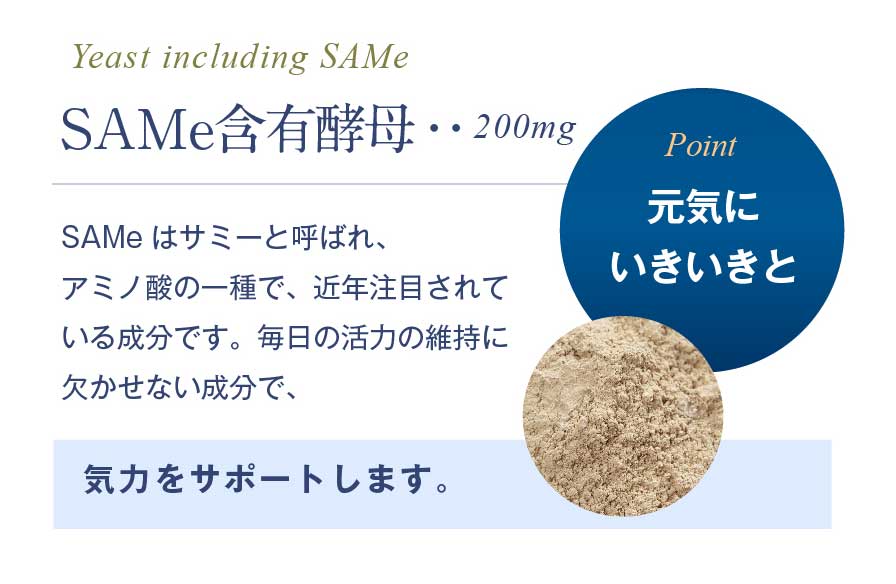 Yeast including SAMe
SAMe含有酵母‥200mg
Point
元気に
いきいきと
SAMe はサミーと呼ばれ、
アミノ酸の一種で、近年注目されて
いる成分です。毎日の活力の維持に
欠かせない成分で、
気力をサポートします。